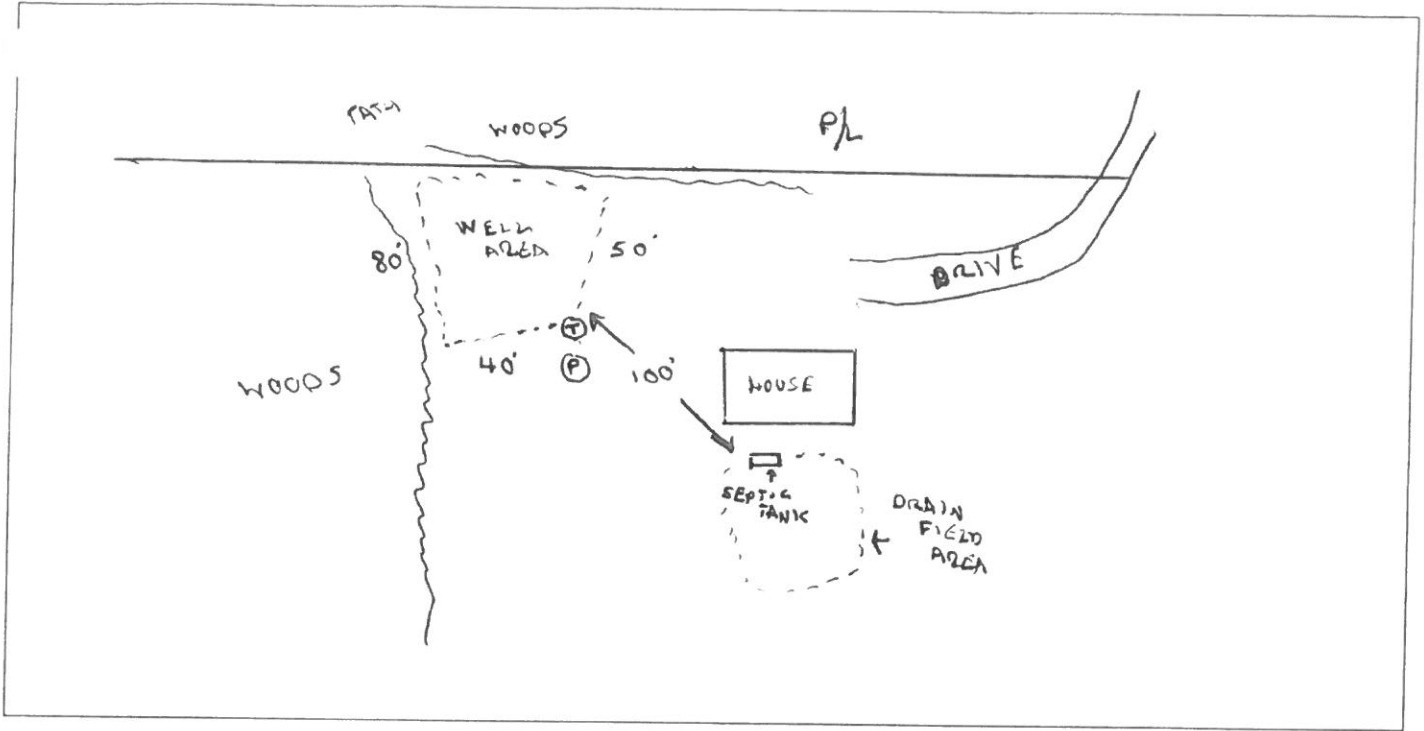 PATH
WOODS
P/L
WELL
AREA
80'
50'
DRIVE
T
40'
P
100'
WOODS
HOUSE
SEPTIC
TANK
DRAIN
FIELD
AREA